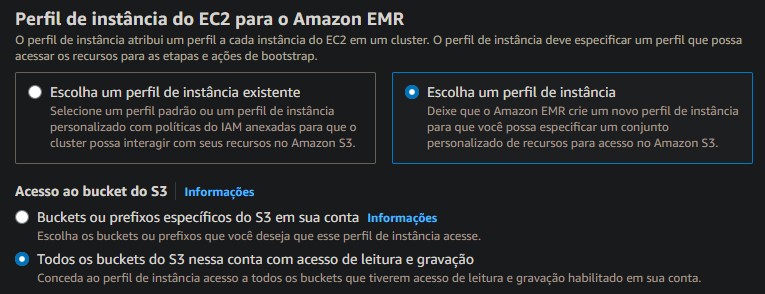 Perfil de instância do EC2 para o Amazon EMR
O perfil de instância atribui um perfil a cada instância do EC2 em um cluster. O perfil de instância deve especificar um perfil que possa
acessar os recursos para as etapas e ações de bootstrap.
Escolha um perfil de instância existente
Selecione um perfil padrão ou um perfil de instância
personalizado com políticas do IAM anexadas para que o
cluster possa interagir com seus recursos no Amazon S3.
Escolha um perfil de instância
Deixe que o Amazon EMR crie um novo perfil de instância
para que você possa especificar um conjunto
personalizado de recursos para acesso no Amazon S3.
Acesso ao bucket do S3 Informações
Buckets ou prefixos específicos do S3 em sua conta Informações
Escolha os buckets ou prefixos que você deseja que esse perfil de instância acesse.
Todos os buckets do S3 nessa conta com acesso de leitura e gravação
Conceda ao perfil de instância acesso a todos os buckets que tiverem acesso de leitura e gravação habilitado em sua conta.